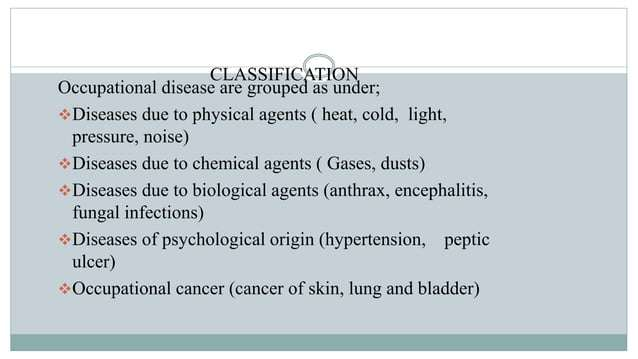 CLASSIFICATION
Occupational disease are grouped as under;
❖Diseases due to physical agents ( heat, cold, light,
pressure, noise)
❖Diseases due to chemical agents ( Gases, dusts)
❖Diseases due to biological agents (anthrax, encephalitis,
fungal infections)
❖Diseases of psychological origin (hypertension, peptic
ulcer)
❖Occupational cancer (cancer of skin, lung and bladder)